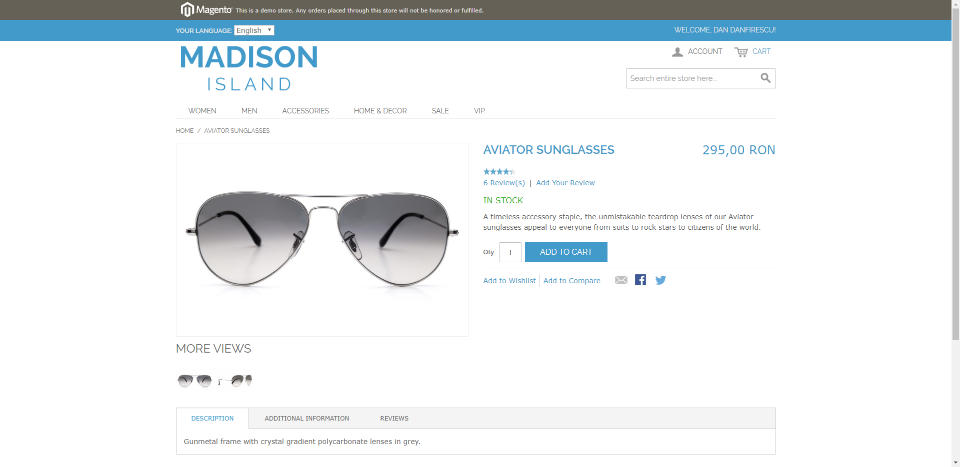 Magento® This is a demo store. Any orders placed through this store will not be honored or fulfilled.
YOUR LANGUAGE: English
WELCOME, DAN DANFIRESCU!
MADISON
ISLAND
ACCOUNT CART
Search entire store here...
WOMEN MEN ACCESSORIES HOME & DECOR SALE VIP
HOME / AVIATOR SUNGLASSES
AVIATOR SUNGLASSES 295,00 RON
6 Review(s) | Add Your Review
IN STOCK
A timeless accessory staple, the unmistakable teardrop lenses of our Aviator
sunglasses appeal to everyone from suits to rock stars to citizens of the world.
Qty 1 ADD TO CART
Add to Wishlist Add to Compare
MORE VIEWS
DESCRIPTION ADDITIONAL INFORMATION REVIEWS
Gunmetal frame with crystal gradient polycarbonate lenses in grey.